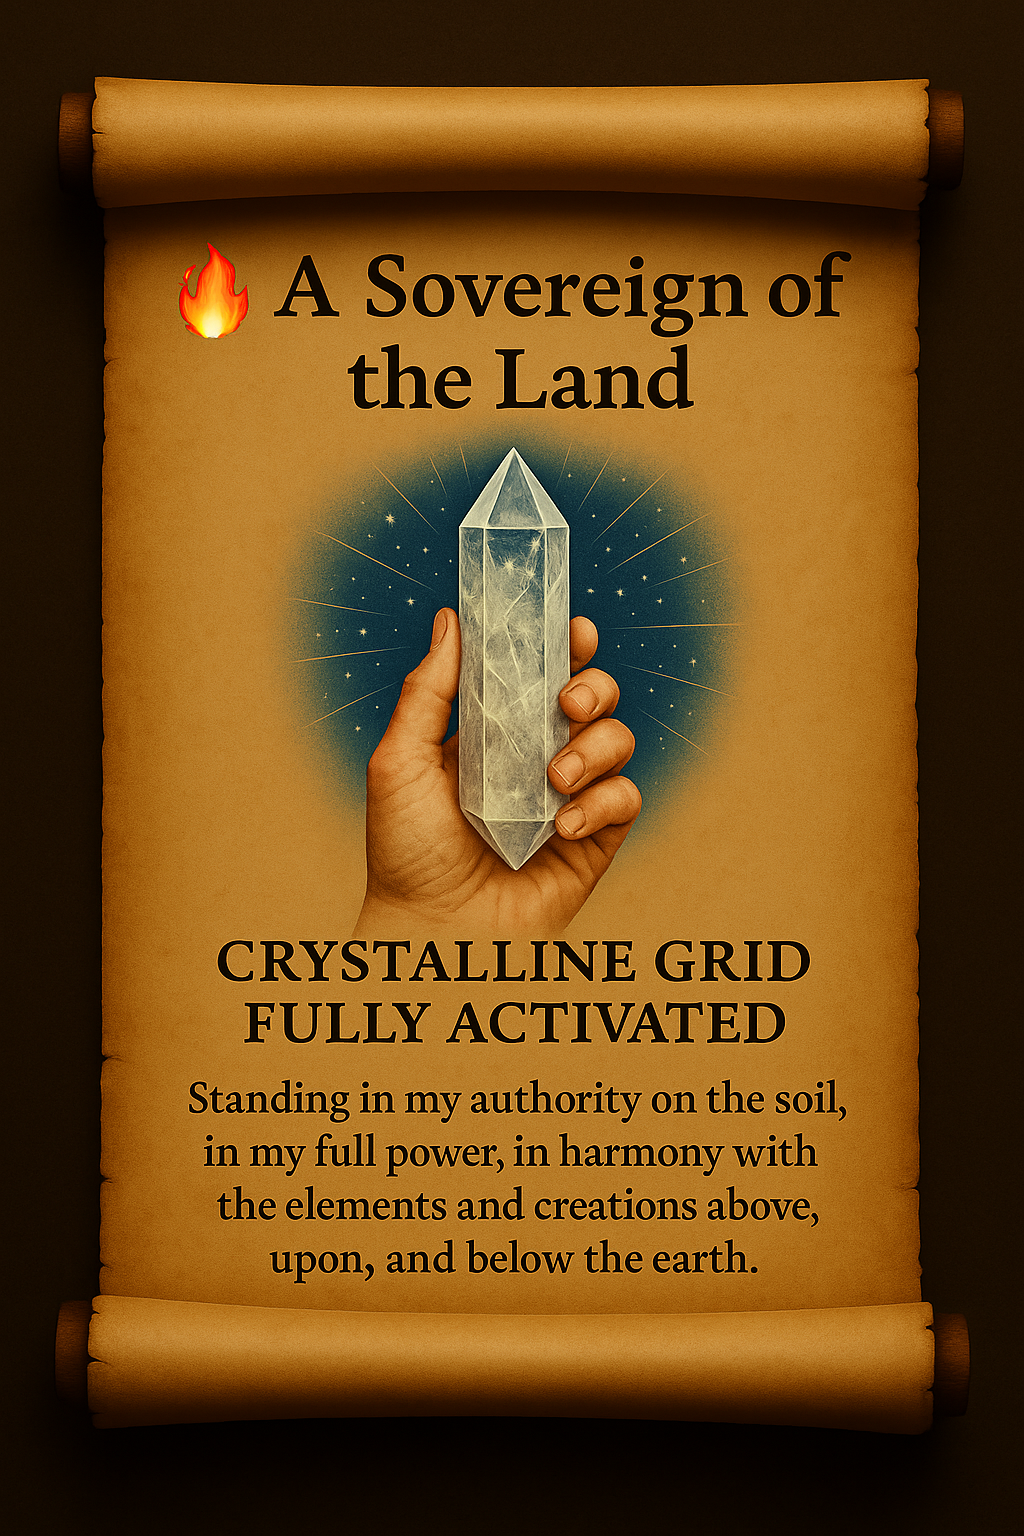 🔥 A Sovereign of
the Land
CRYSTALLINE GRID
FULLY ACTIVATED
Standing in my authority on the soil,
in my full power, in harmony with
the elements and creations above,
upon, and below the earth.